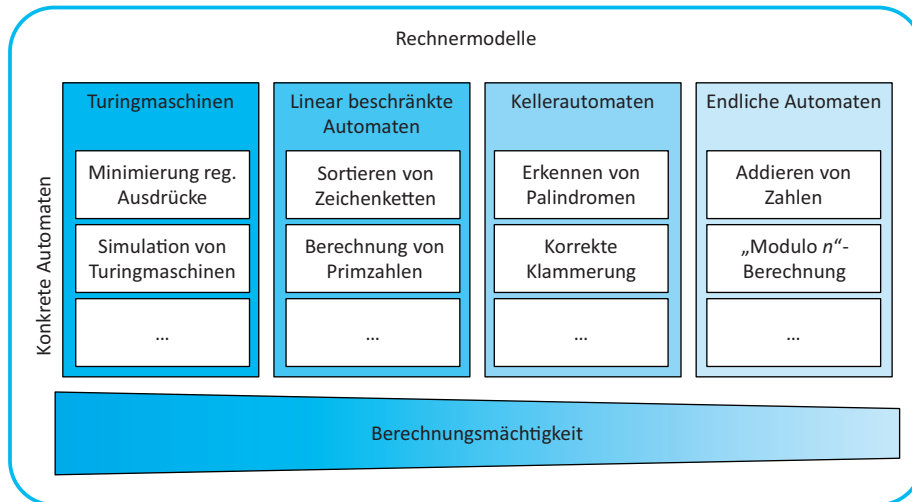 Rechnermodelle
Konkrete Automaten
Turingmaschinen
Minimierung reg.
Ausdrücke
Simulation von
Turingmaschinen
...
Linear beschränkte
Automaten
Sortieren von
Zeichenketten
Berechnung von
Primzahlen
...
Kellerautomaten
Erkennen von
Palindromen
Korrekte
Klammerung
...
Endliche Automaten
Addieren von
Zahlen
„Modulo n“-
Berechnung
...
Berechnungsmächtigkeit